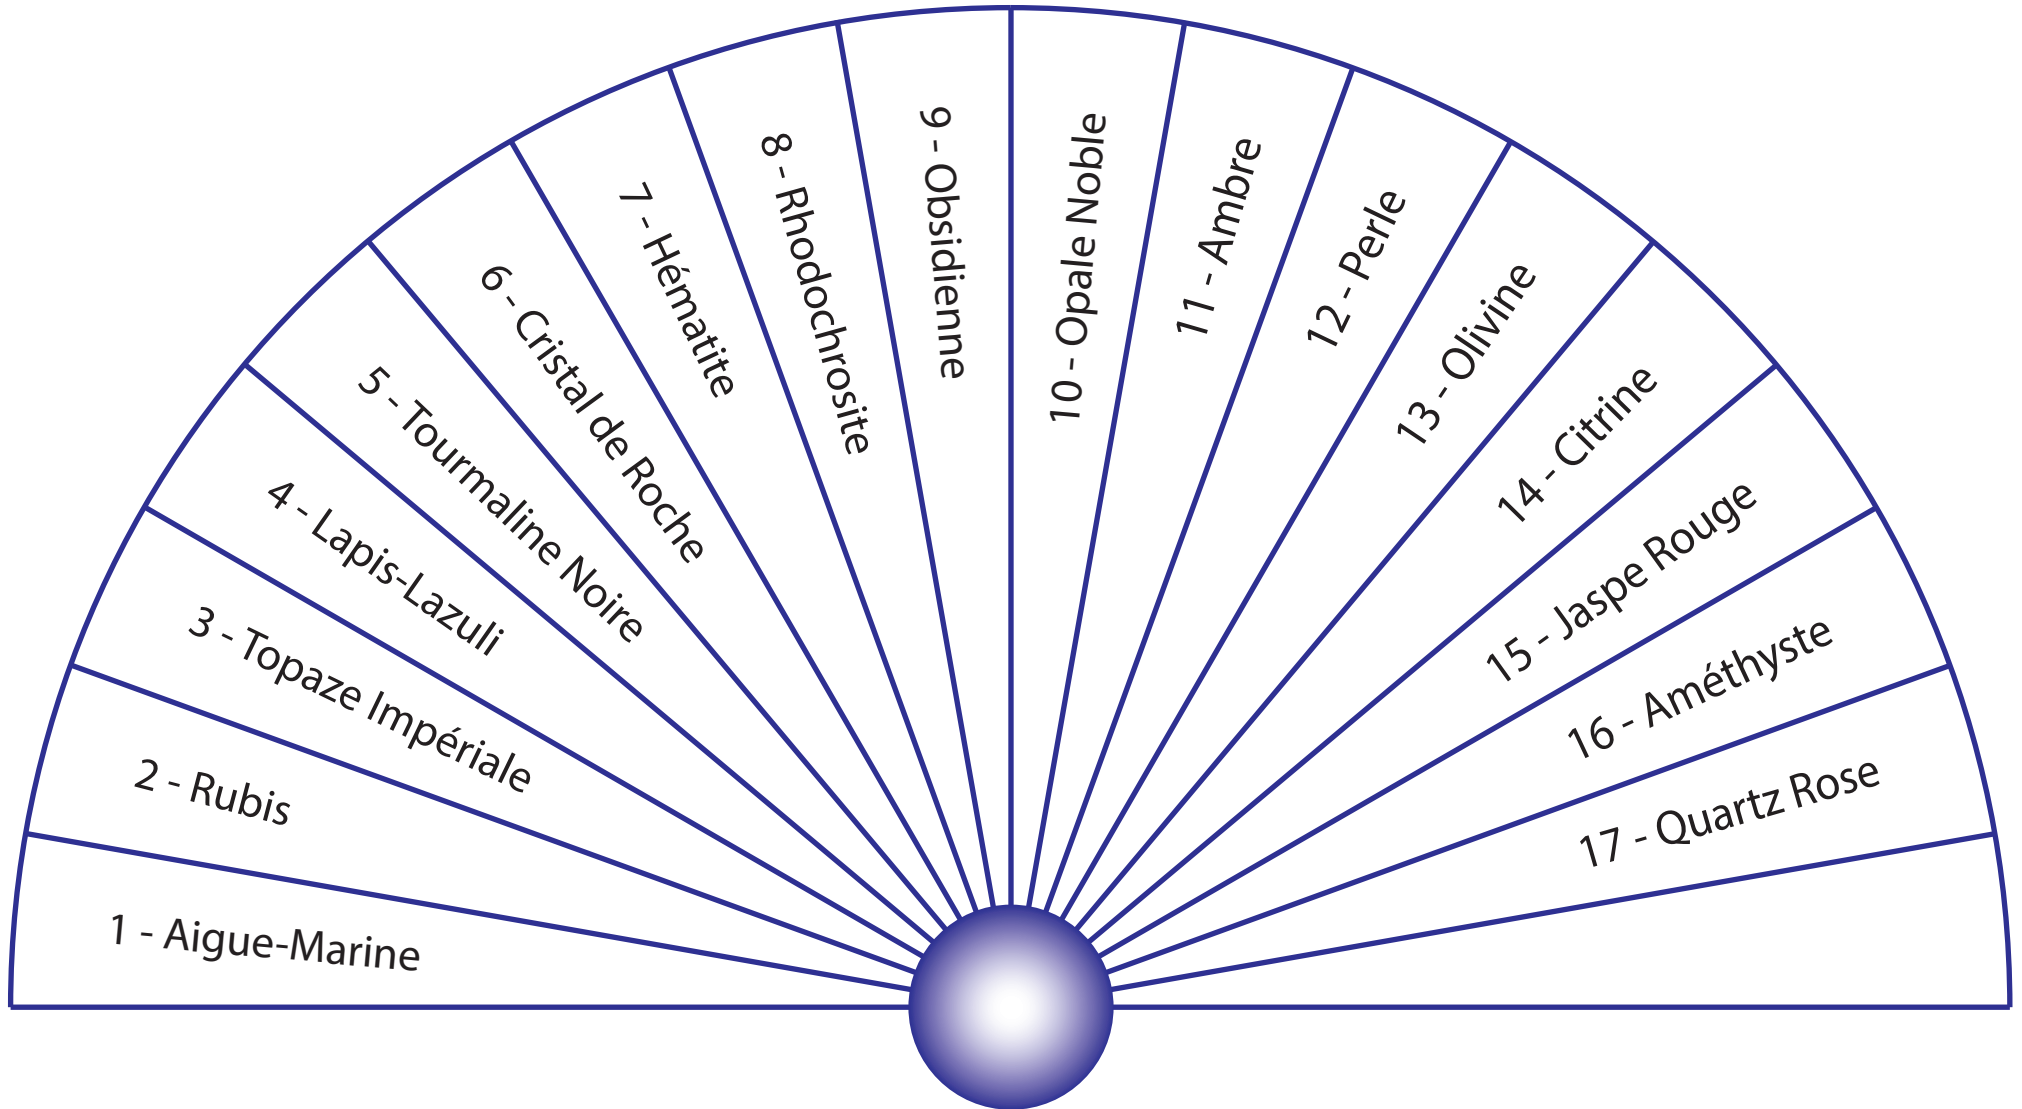 1 - Aigue-Marine
2 - Rubis
3 - Topaze Impériale
4 - Lapis-Lazuli
5 - Tourmaline Noire
6 - Cristal de Roche
7 - Hématite
8 - Rhodochrosite
9 - Obsidienne
10 - Opale Noble
11 - Ambre
12 - Perle
13 - Olivine
14 - Citrine
15 - Jaspe Rouge
16 - Améthyste
17 - Quartz Rose